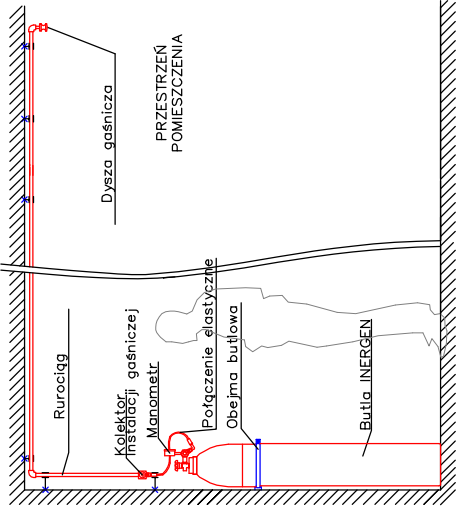 Dysza gaśnicza
PRZESTRZEŃ
POMIESZCZENIA
Rurociąg
Kolektor
Instalacji gaśniczej
Manometr
Połączenie elastyczne
Obejma butlowa
Butla INERGEN